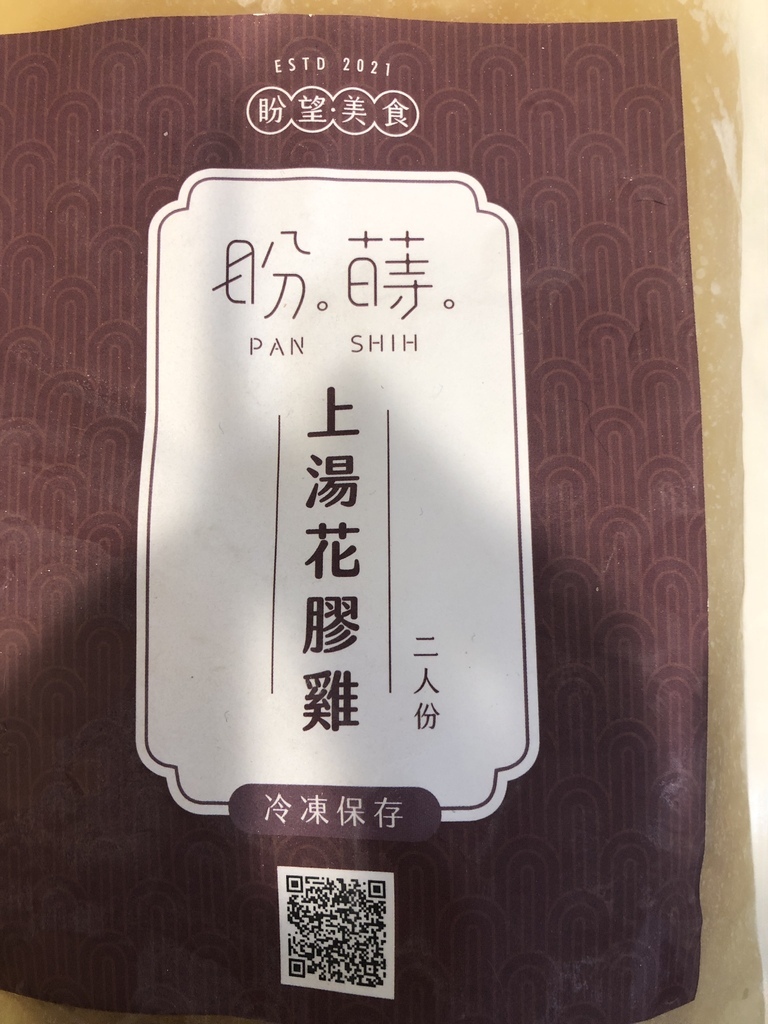 ESTD 2021
盼望·美食
盼。蒔。
PAN SHIH
上湯花膠雞
二人份
冷凍保存